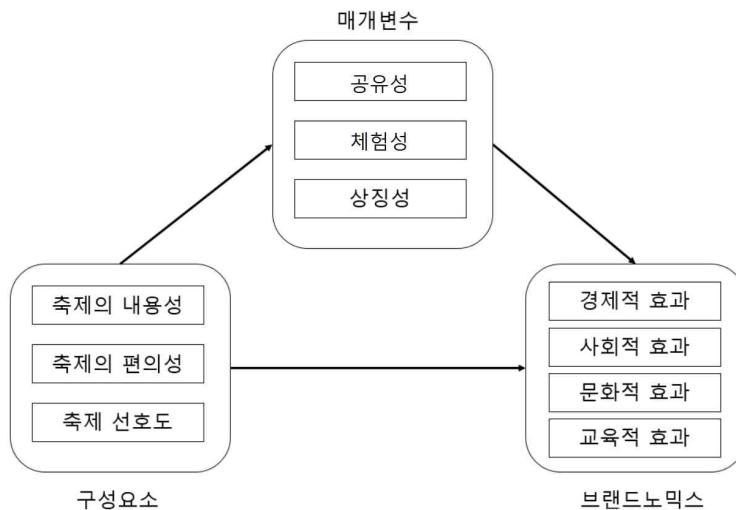 매개변수
공유성
체험성
상징성
축제의 내용성
축제의 편의성
축제 선호도
구성요소
경제적 효과
사회적 효과
문화적 효과
교육적 효과
브랜드노믹스